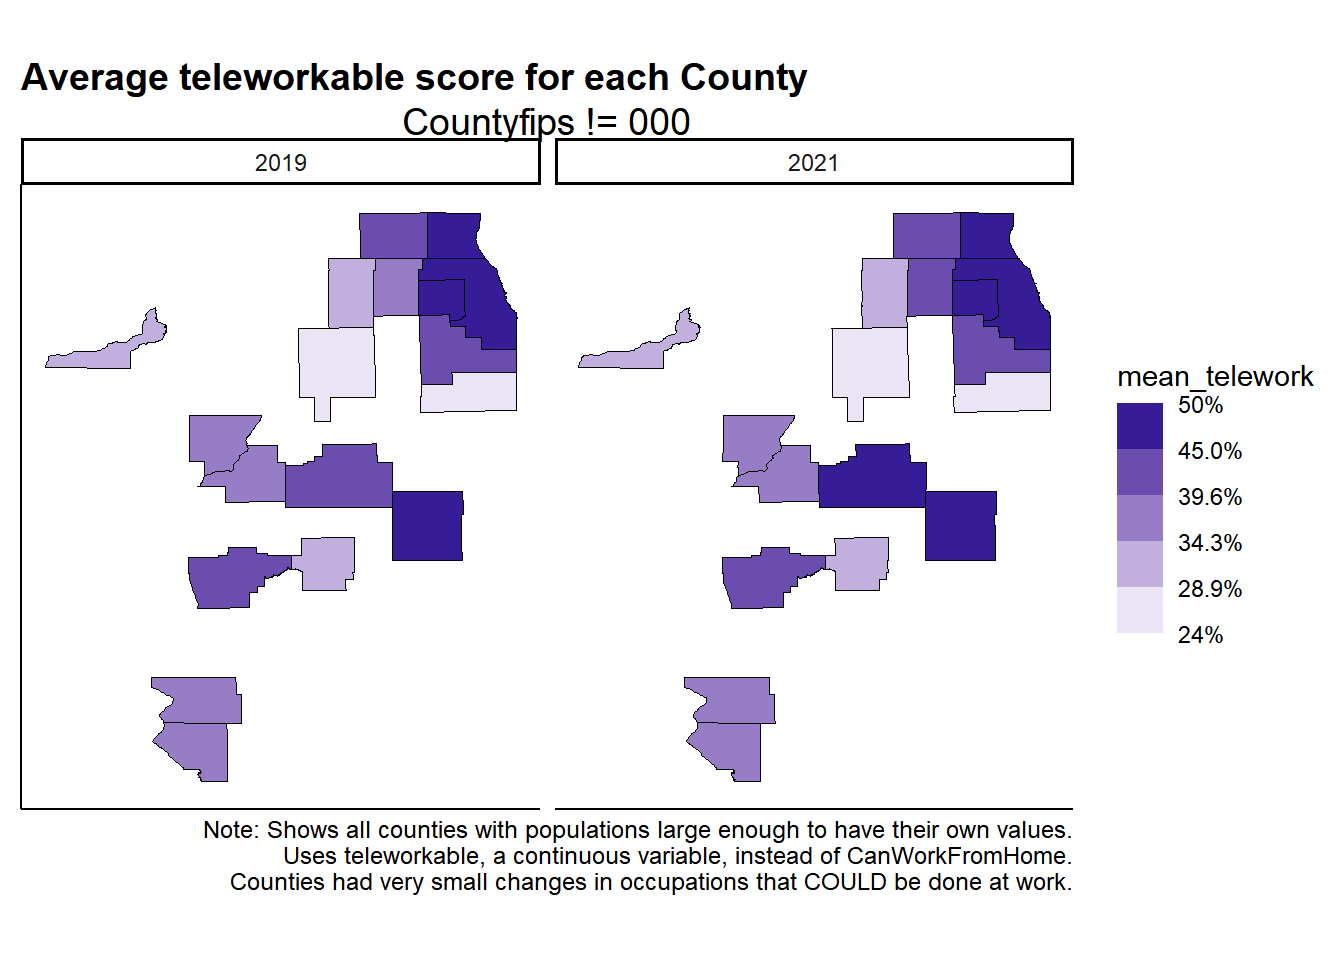 Average teleworkable score for each County
Countyfips != 000
2019
2021
mean_telework
50%
45.0%
39.6%
34.3%
28.9%
24%
Note: Shows all counties with populations large enough to have their own values.
Uses teleworkable, a continuous variable, instead of CanWorkFromHome.
Counties had very small changes in occupations that COULD be done at work.